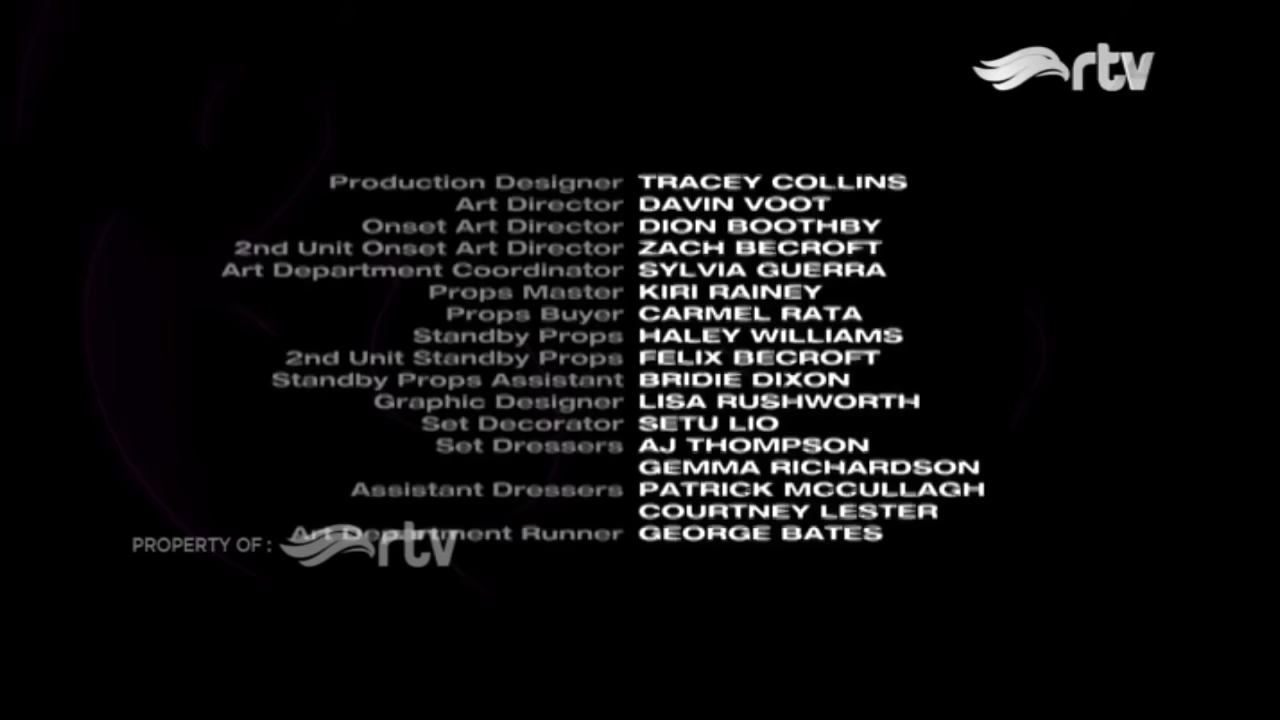 rtv
Production Designer TRACEY COLLINS
Art Director DAVIN VOOT
Onset Art Director DION BOOTHBY
2nd Unit Onset Art Director ZACH BECROFT
Art Department Coordinator SYLVIA GUERRA
Props Master KIRI RAINEY
Props Buyer CARMEL RATA
Standby Props HALEY WILLIAMS
2nd Unit Standby Props FELIX BECROFT
Standby Props Assistant BRIDIE DIXON
Graphic Designer LISA RUSHWORTH
Set Decorator SETU LIO
Set Dressers AJ THOMPSON
GEMMA RICHARDSON
Assistant Dressers PATRICK MCCULLAGH
COURTNEY LESTER
Art Department Runner GEORGE BATES
PROPERTY OF : rtv